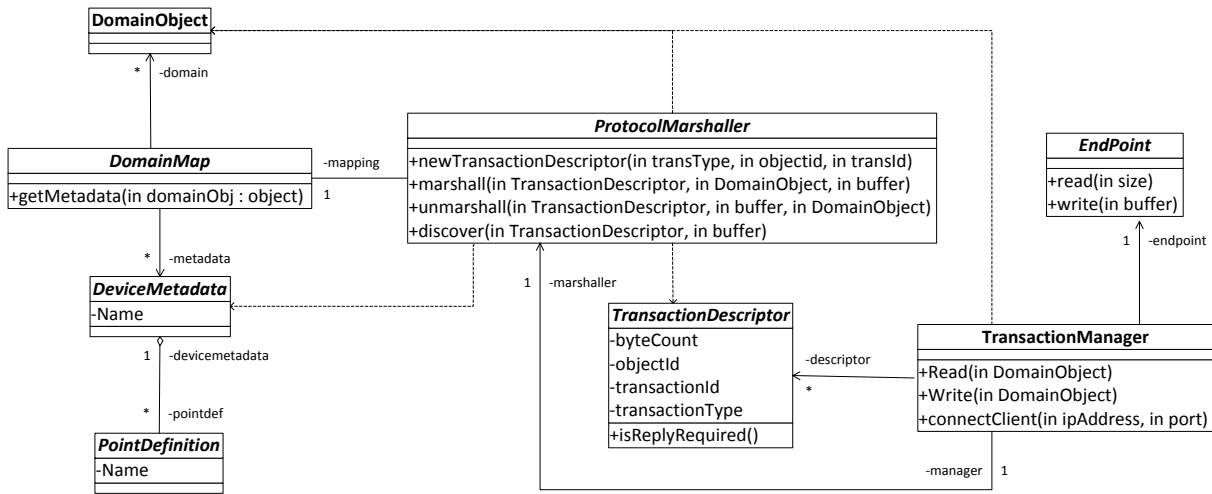 DomainObject
* -domain
ProtocolMarshaller
+newTransactionDescriptor(in transType, in objectid, in transId)
+marshall(in TransactionDescriptor, in DomainObject, in buffer)
+unmarshall(in TransactionDescriptor, in buffer, in DomainObject)
+discover(in TransactionDescriptor, in buffer)
EndPoint
+read(in size)
+write(in buffer)
DomainMap
+getMetadata(in domainObj : object)
-mapping
1
* -metadata
1 -marshaller
1 -endpoint
DeviceMetadata
-Name
1 -devicemetadata
* -pointdef
PointDefinition
-Name
TransactionDescriptor
-byteCount
-objectId
-transactionId
-transactionType
+isReplyRequired()
-descriptor
*
TransactionManager
+Read(in DomainObject)
+Write(in DomainObject)
+connectClient(in ipAddress, in port)
-manager 1